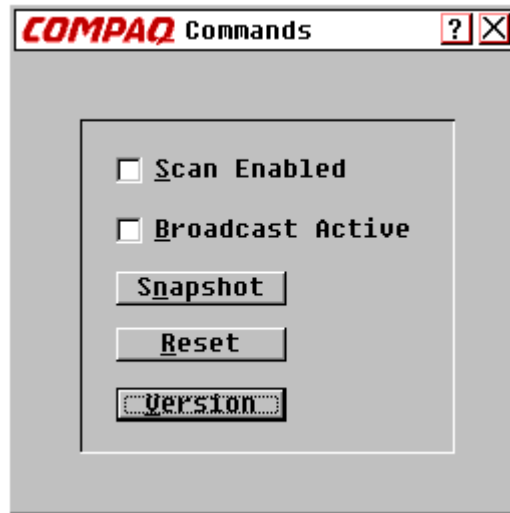 COMPAQ Commands ? X
Scan Enabled
Broadcast Active
Snapshot
Reset
Version